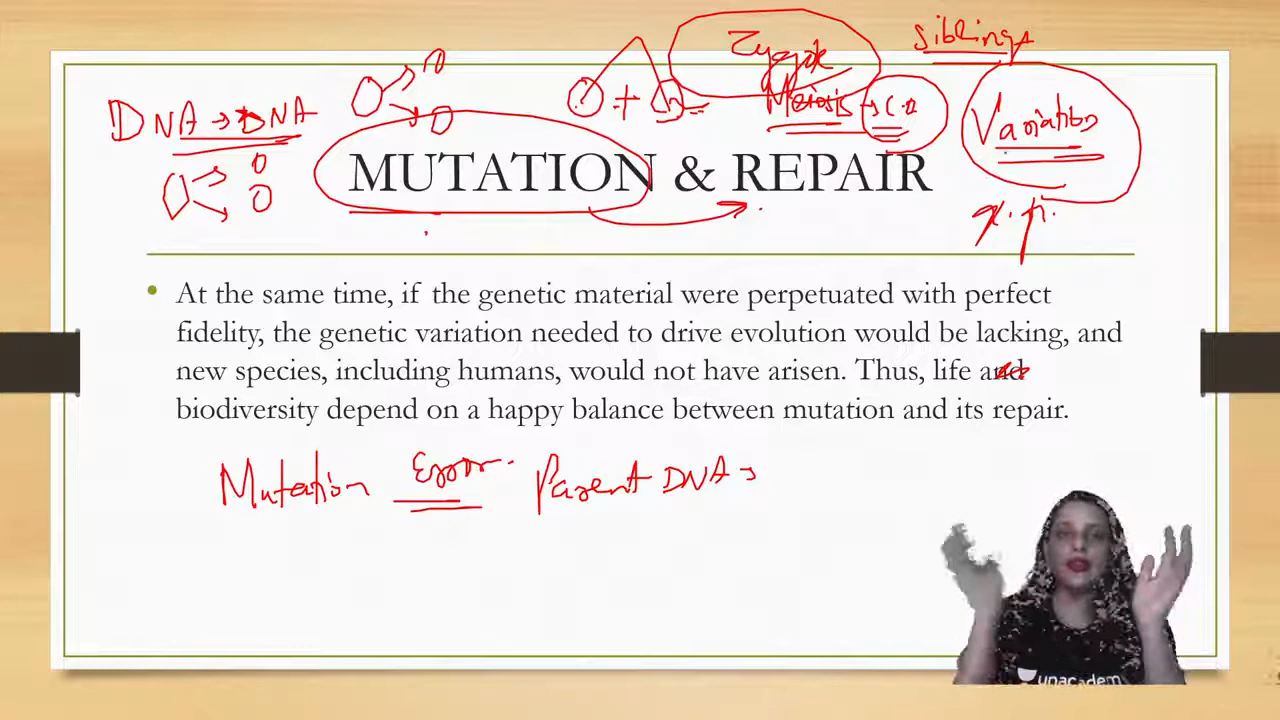 siblings
Zygote
Meiosis → C.O
Variations
DNA → DNA
MUTATION & REPAIR
• At the same time, if the genetic material were perpetuated with perfect
fidelity, the genetic variation needed to drive evolution would be lacking, and
new species, including humans, would not have arisen. Thus, life and
biodiversity depend on a happy balance between mutation and its repair.
Mutation Error. Parent DNA →
unacadem